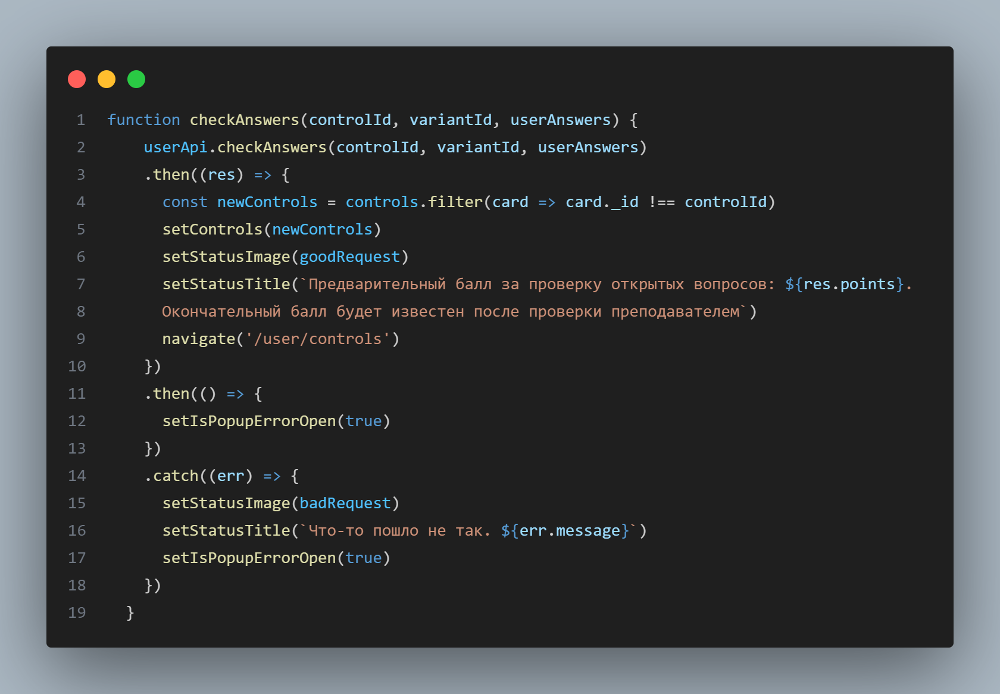 1 function checkAnswers(controlId, variantId, userAnswers) {
2 userApi.checkAnswers(controlId, variantId, userAnswers)
3 .then((res) => {
4 const newControls = controls.filter(card => card._id !== controlId)
5 setControls(newControls)
6 setStatusImage(goodRequest)
7 setStatusTitle(`Предварительный балл за проверку открытых вопросов: ${res.points}.
8 Окончательный балл будет известен после проверки преподавателем`)
9 navigate('/user/controls')
10 })
11 .then(() => {
12 setIsPopupErrorOpen(true)
13 })
14 .catch((err) => {
15 setStatusImage(badRequest)
16 setStatusTitle(`Что-то пошло не так. ${err.message}`)
17 setIsPopupErrorOpen(true)
18 })
19 }